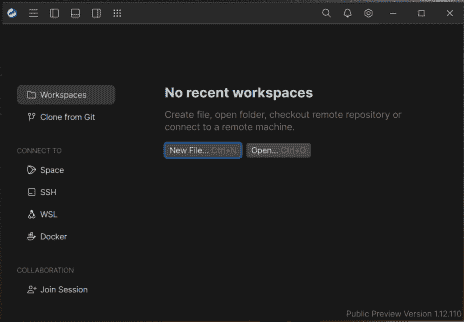 Workspaces
Clone from Git
CONNECT TO
Space
SSH
WSL
Docker
COLLABORATION
Join Session
No recent workspaces
Create file, open folder, checkout remote repository or
connect to a remote machine.
New File... Ctrl+N
Open... Ctrl+O
Public Preview Version 1.12.110